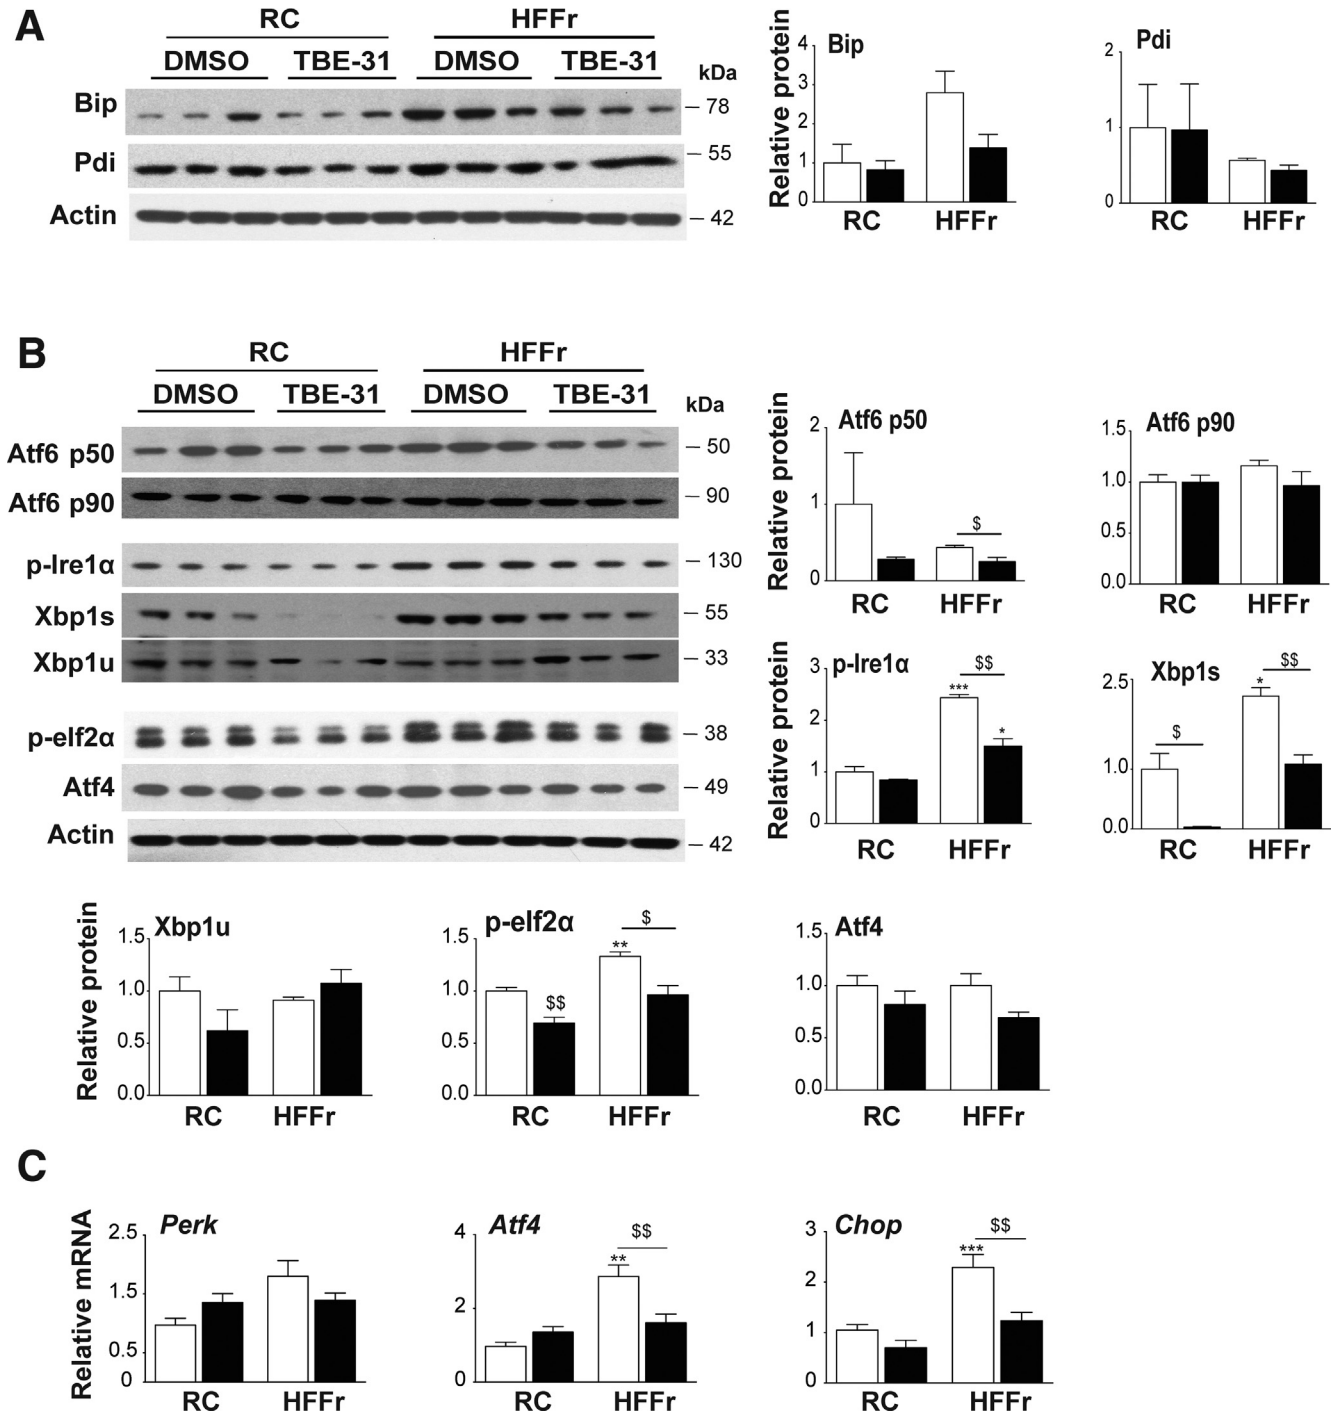 A
RC HFFr
DMSO TBE-31 DMSO TBE-31
kDa
Bip 78
Pdi 55
Actin 42
Relative protein
Bip
4
3
2
1
0
RC HFFr
Pdi
2
1
0
RC HFFr
B
RC HFFr
DMSO TBE-31 DMSO TBE-31
kDa
Atf6 p50 50
Atf6 p90 90
p-Ire1α 130
Xbp1s 55
Xbp1u 33
p-eIf2α 38
Atf4 49
Actin 42
Relative protein
Atf6 p50
2
1
0
$
RC HFFr
Atf6 p90
1.5
1.0
0.5
0.0
RC HFFr
Relative protein
p-Ire1α
3
2
1
0
$$
***
*
RC HFFr
Xbp1s
2.5
1.0
0.0
$
$$
*
RC HFFr
Relative protein
Xbp1u
1.5
1.0
0.5
0.0
RC HFFr
p-eIf2α
1.5
1.0
0.5
0.0
$$
$
**
RC HFFr
Atf4
1.5
1.0
0.5
0.0
RC HFFr
C
Relative mRNA
Perk
2.5
1.5
0.5
0
RC HFFr
Atf4
4
2
0
$$
**
RC HFFr
Chop
3
2
1
0
$$
***
RC HFFr